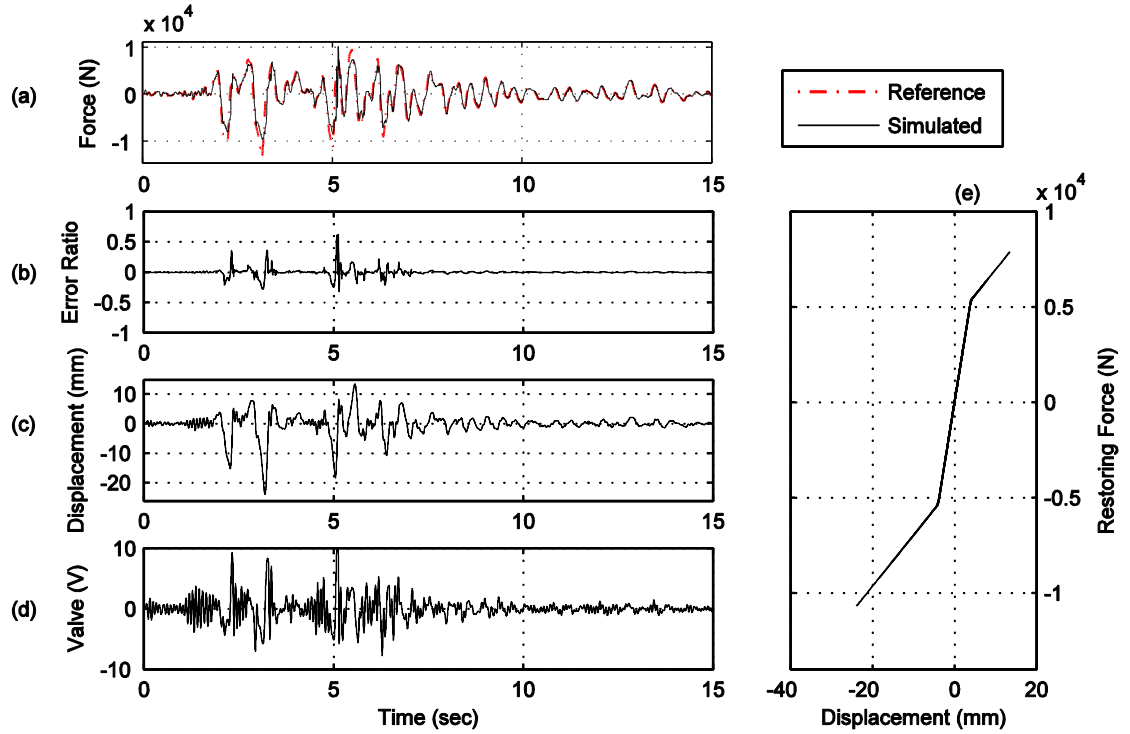 x 10^4
(a)
Force (N)
1
0
-1
0
5
10
15
Reference
Simulated
(b)
Error Ratio
1
0.5
0
-0.5
-1
0
5
10
15
(c)
Displacement (mm)
10
0
-10
-20
0
5
10
15
(d)
Valve (V)
10
0
-10
0
5
10
15
Time (sec)
(e)
x 10^4
1
0.5
0
-0.5
-1
Restoring Force (N)
-40
-20
0
20
Displacement (mm)